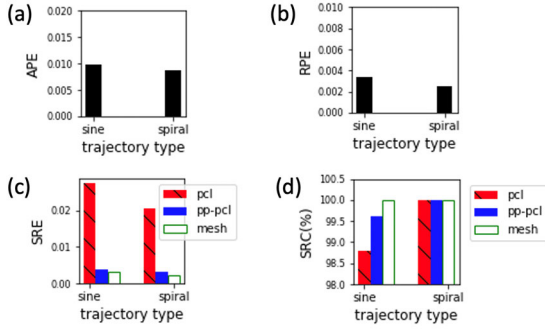 (a)
APE
0.020
0.015
0.010
0.005
0.000
sine spiral
trajectory type
(b)
RPE
0.010
0.008
0.006
0.004
0.002
0.000
sine spiral
trajectory type
(c)
SRE
0.02
0.01
0.00
pcl
pp-pcl
mesh
sine spiral
trajectory type
(d)
SRC(%)
100.5
100.0
99.5
99.0
98.5
98.0
pcl
pp-pcl
mesh
sine spiral
trajectory type